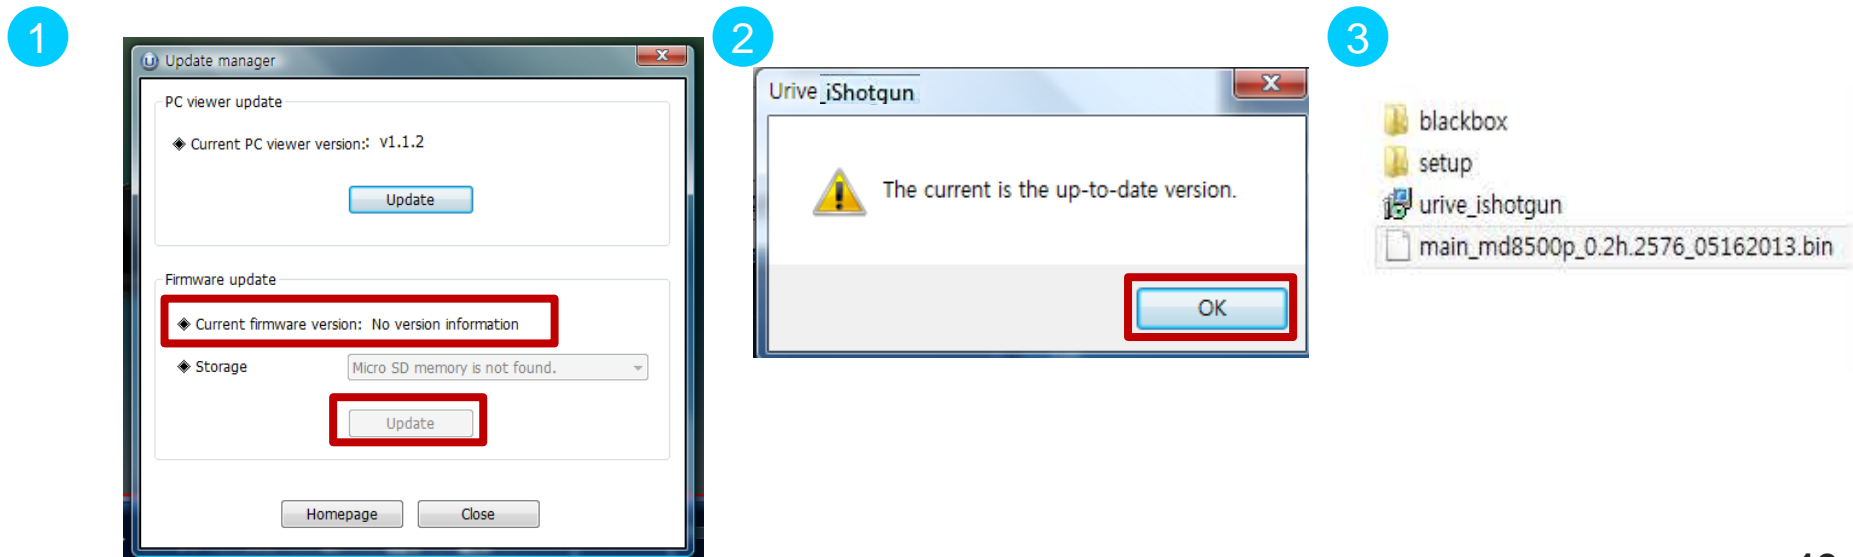 1
Update manager
PC viewer update
◈ Current PC viewer version:: v1.1.2
Update
Firmware update
◈ Current firmware version: No version information
◈ Storage Micro SD memory is not found.
Update
Homepage Close
2
Urive_iShotgun
The current is the up-to-date version.
OK
3
blackbox
setup
urive_ishotgun
main_md8500p_0.2h.2576_05162013.bin